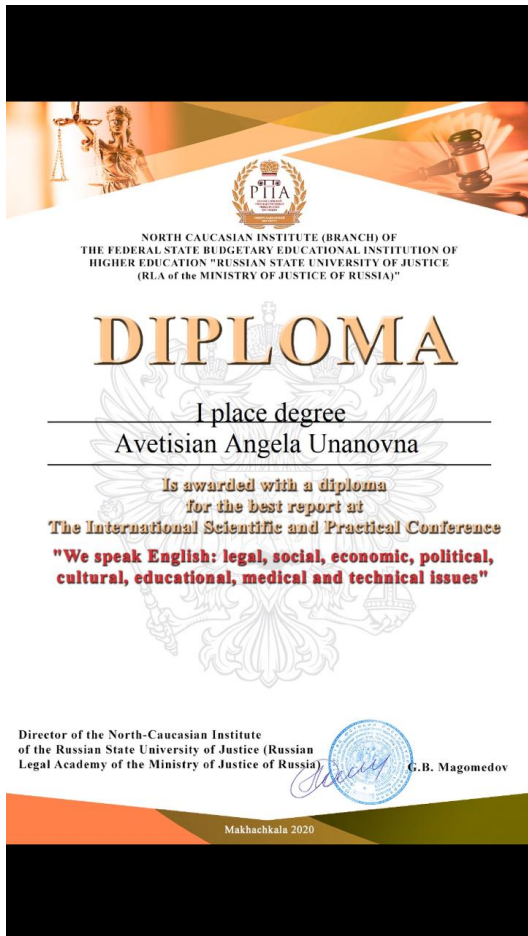 РПА
NORTH CAUCASIAN INSTITUTE (BRANCH) OF
THE FEDERAL STATE BUDGETARY EDUCATIONAL INSTITUTION OF
HIGHER EDUCATION "RUSSIAN STATE UNIVERSITY OF JUSTICE
(RLA of the MINISTRY OF JUSTICE OF RUSSIA)"
DIPLOMA
I place degree
Avetisian Angela Unanovna
Is awarded with a diploma
for the best report at
The International Scientific and Practical Conference
"We speak English: legal, social, economic, political,
cultural, educational, medical and technical issues"
Director of the North-Caucasian Institute
of the Russian State University of Justice (Russian
Legal Academy of the Ministry of Justice of Russia)
G.B. Magomedov
Makhachkala 2020